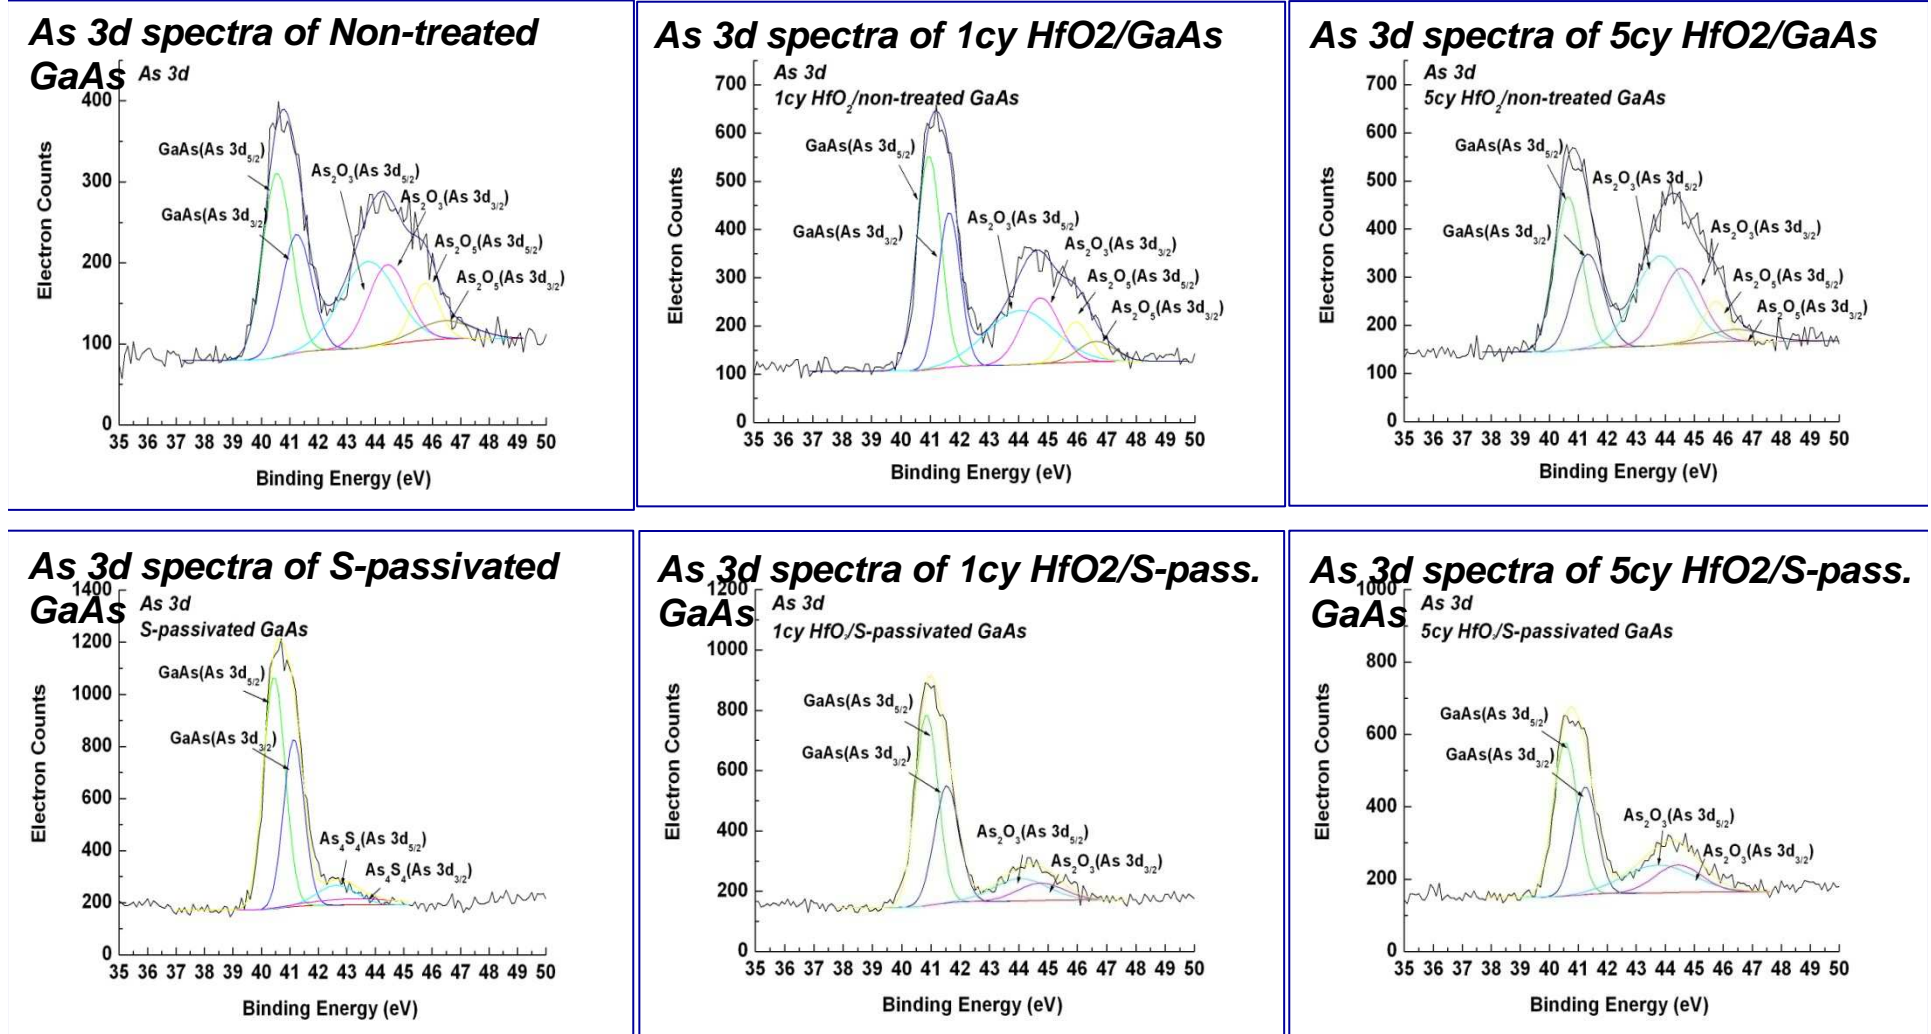 As 3d spectra of Non-treated
GaAs
As 3d
400
300
200
100
0
Electron Counts
GaAs(As 3d5/2)
GaAs(As 3d3/2)
As2O3(As 3d5/2)
As2O3(As 3d3/2)
As2O5(As 3d5/2)
As2O5(As 3d3/2)
35 36 37 38 39 40 41 42 43 44 45 46 47 48 49 50
Binding Energy (eV)
As 3d spectra of 1cy HfO2/GaAs
As 3d
1cy HfO2/non-treated GaAs
700
600
500
400
300
200
100
0
Electron Counts
GaAs(As 3d5/2)
GaAs(As 3d3/2)
As2O3(As 3d5/2)
As2O3(As 3d3/2)
As2O5(As 3d5/2)
As2O5(As 3d3/2)
35 36 37 38 39 40 41 42 43 44 45 46 47 48 49 50
Binding Energy (eV)
As 3d spectra of 5cy HfO2/GaAs
As 3d
5cy HfO2/non-treated GaAs
700
600
500
400
300
200
100
0
Electron Counts
GaAs(As 3d5/2)
GaAs(As 3d3/2)
As2O3(As 3d5/2)
As2O3(As 3d3/2)
As2O5(As 3d5/2)
As2O5(As 3d3/2)
35 36 37 38 39 40 41 42 43 44 45 46 47 48 49 50
Binding Energy (eV)
As 3d spectra of S-passivated
GaAs
As 3d
S-passivated GaAs
1400
1200
1000
800
600
400
200
0
Electron Counts
GaAs(As 3d5/2)
GaAs(As 3d3/2)
As4S4(As 3d5/2)
As4S4(As 3d3/2)
35 36 37 38 39 40 41 42 43 44 45 46 47 48 49 50
Binding Energy (eV)
As 3d spectra of 1cy HfO2/S-pass.
GaAs
As 3d
1cy HfO2/S-passivated GaAs
1200
1000
800
600
400
200
0
Electron Counts
GaAs(As 3d5/2)
GaAs(As 3d3/2)
As2O3(As 3d5/2)
As2O3(As 3d3/2)
35 36 37 38 39 40 41 42 43 44 45 46 47 48 49 50
Binding Energy (eV)
As 3d spectra of 5cy HfO2/S-pass.
GaAs
As 3d
5cy HfO2/S-passivated GaAs
1000
800
600
400
200
0
Electron Counts
GaAs(As 3d5/2)
GaAs(As 3d3/2)
As2O3(As 3d5/2)
As2O3(As 3d3/2)
35 36 37 38 39 40 41 42 43 44 45 46 47 48 49 50
Binding Energy (eV)